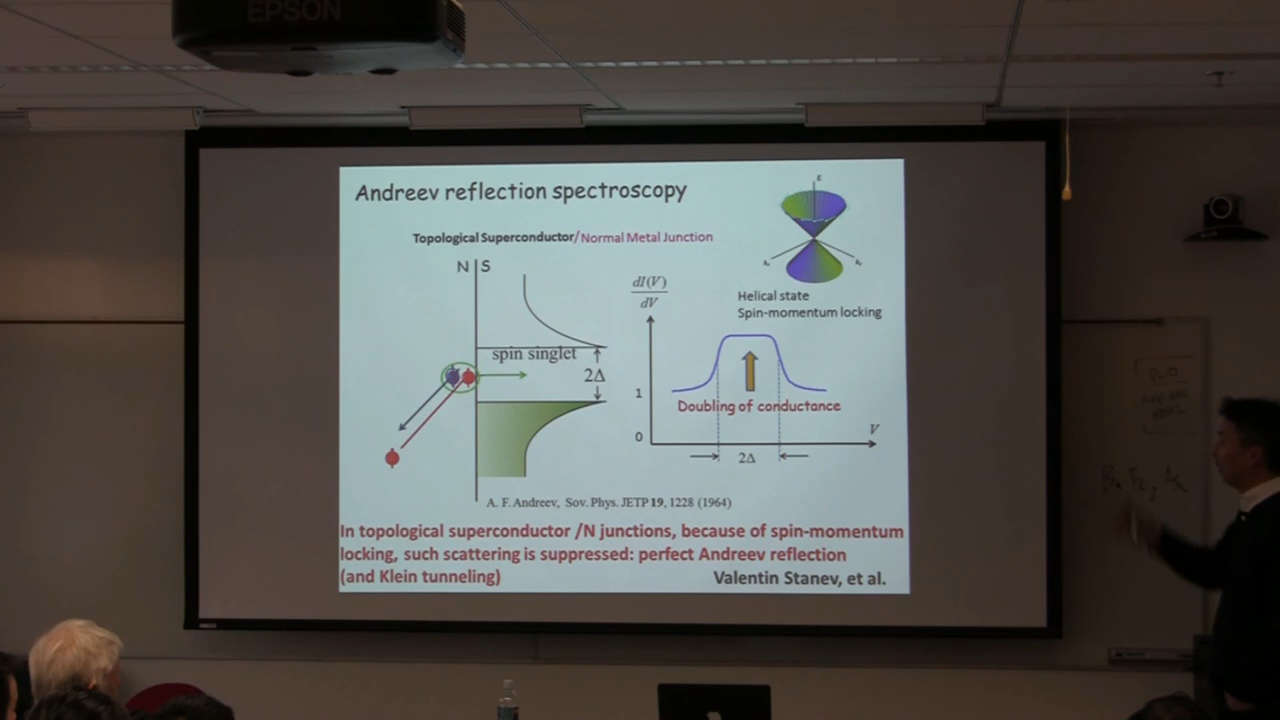 EPSON
Andreev reflection spectroscopy
Topological Superconductor/Normal Metal Junction
N S
spin singlet
2Δ
dI(V)
dV
1
0
Helical state
Spin-momentum locking
E
Doubling of conductance
V
2Δ
A. F. Andreev, Sov. Phys. JETP 19, 1228 (1964)
In topological superconductor /N junctions, because of spin-momentum
locking, such scattering is suppressed: perfect Andreev reflection
(and Klein tunneling)
Valentin Stanev, et al.